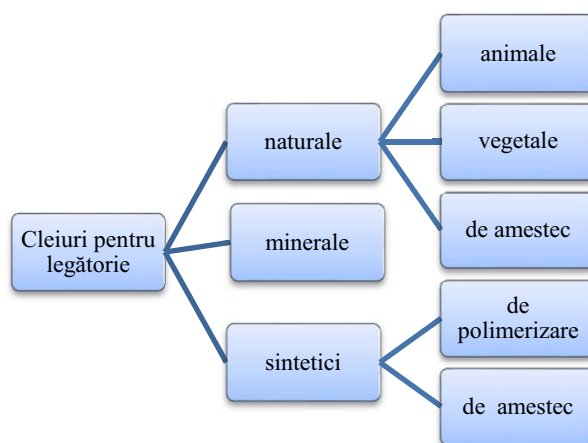 Cleiuri pentru
legătorie
naturale
animale
vegetale
de amestec
minerale
sintetici
de
polimerizare
de  amestec